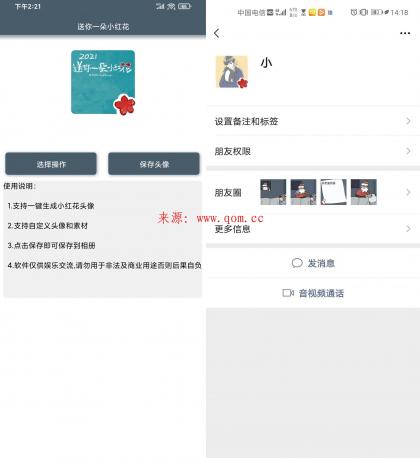 下午2:21
送你一朵小红花
2021
送你一朵小红花
选择操作
保存头像
使用说明：
1.支持一键生成小红花头像
2.支持自定义头像和素材
3.点击保存即可保存到相册
4.软件仅供娱乐交流,请勿用于非法及商业用途否则后果自负
中国电信
14:18
小
设置备注和标签
朋友权限
朋友圈
更多信息
发消息
音视频通话
来源：www.qom.cc